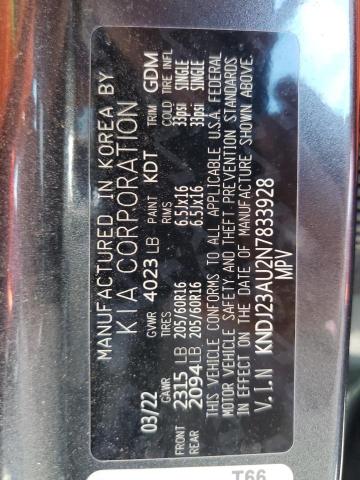 MANUFACTURED IN KOREA BY
KIA CORPORATION
03/22 GVWR 4023 LB PAINT KDT TRIM GDM
GAWR TIRES COLD TIRE INFL
FRONT 2315 LB 205/60R16 6.5JX16 33psi SINGLE
REAR 2094 LB 205/60R16 6.5JX16 33psi SINGLE
THIS VEHICLE CONFORMS TO ALL APPLICABLE U.S.A. FEDERAL
MOTOR VEHICLE SAFETY AND THEFT PREVENTION STANDARDS
IN EFFECT ON THE DATE OF MANUFACTURE SHOWN ABOVE.
V.I.N KNDJ23AU2N7833928
MPV
T66